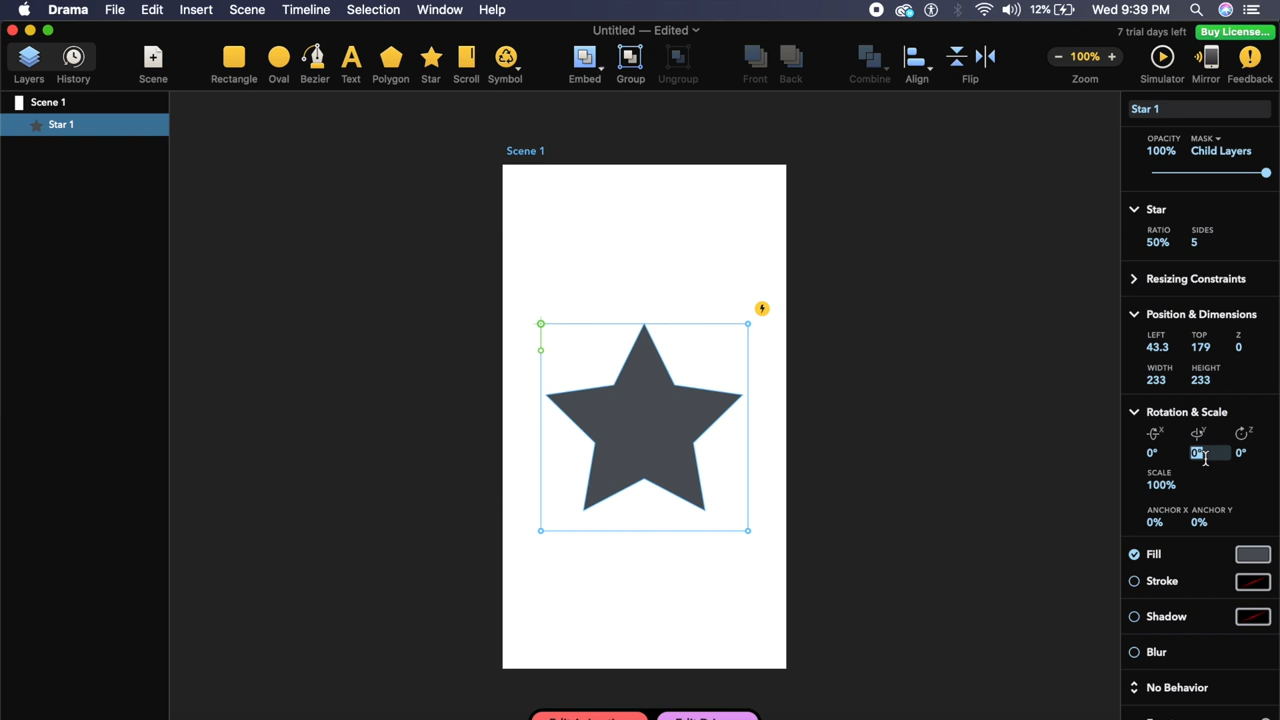 Drama File Edit Insert Scene Timeline Selection Window Help 12% Wed 9:39 PM
Untitled — Edited 7 trial days left Buy License...
Layers History Scene Rectangle Oval Bezier Text Polygon Star Scroll Symbol Embed Group Ungroup Front Back Combine Align Flip − 100% + Zoom Simulator Mirror Feedback
Scene 1
Star 1
Scene 1
Star 1
OPACITY MASK
100% Child Layers
Star
RATIO SIDES
50% 5
Resizing Constraints
Position & Dimensions
LEFT TOP Z
43.3 179 0
WIDTH HEIGHT
233 233
Rotation & Scale
X Y Z
0° 0° 0°
SCALE
100%
ANCHOR X ANCHOR Y
0% 0%
Fill
Stroke
Shadow
Blur
No Behavior